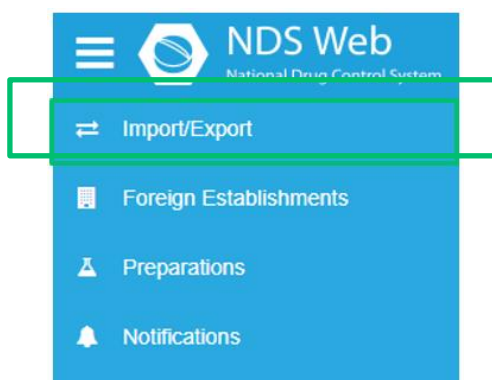 NDS Web
National Drug Control System
Import/Export
Foreign Establishments
Preparations
Notifications